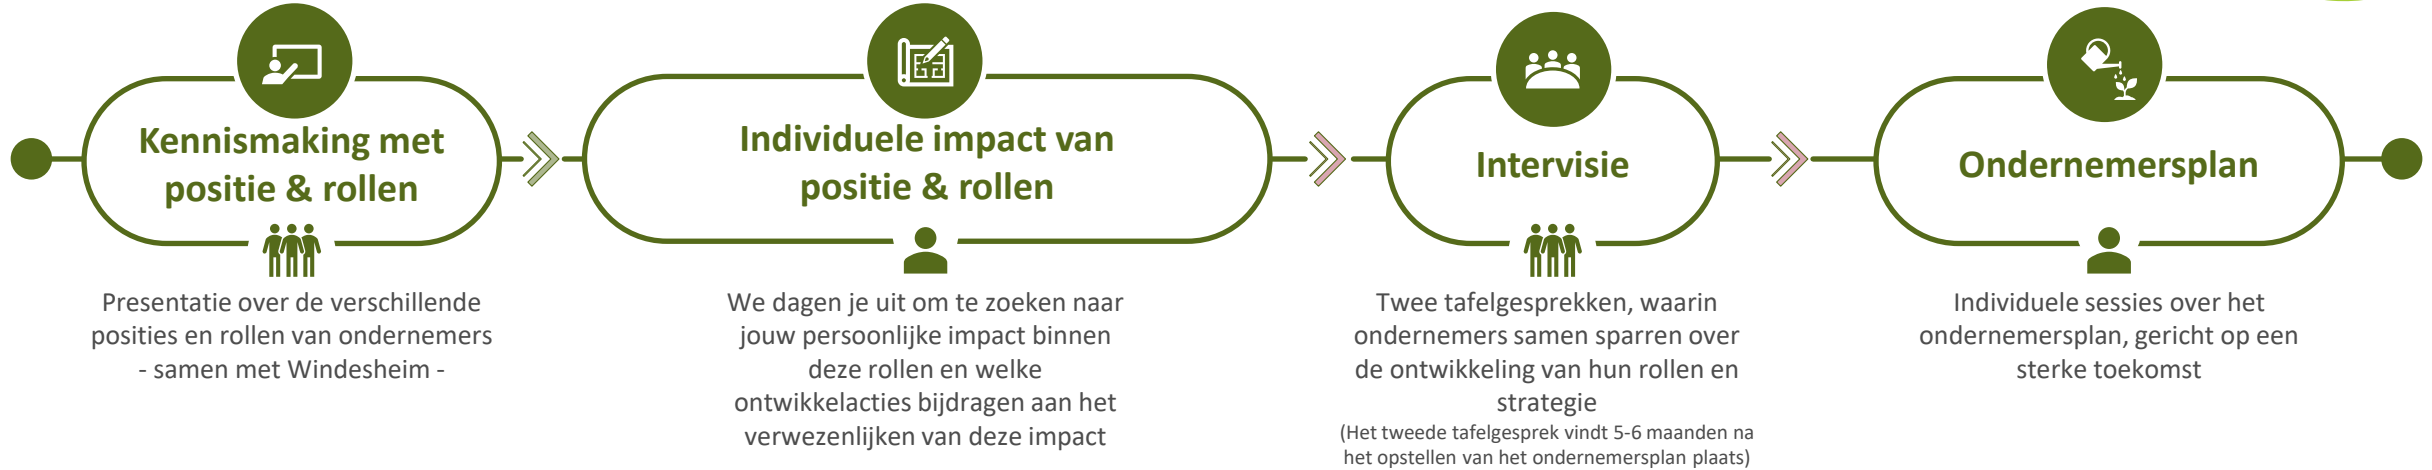 Kennismaking met
positie & rollen
Presentatie over de verschillende
posities en rollen van ondernemers
- samen met Windesheim -
Individuele impact van
positie & rollen
We dagen je uit om te zoeken naar
jouw persoonlijke impact binnen
deze rollen en welke
ontwikkelacties bijdragen aan het
verwezenlijken van deze impact
Intervisie
Twee tafelgesprekken, waarin
ondernemers samen sparren over
de ontwikkeling van hun rollen en
strategie
(Het tweede tafelgesprek vindt 5-6 maanden na
het opstellen van het ondernemersplan plaats)
Ondernemersplan
Individuele sessies over het
ondernemersplan, gericht op een
sterke toekomst